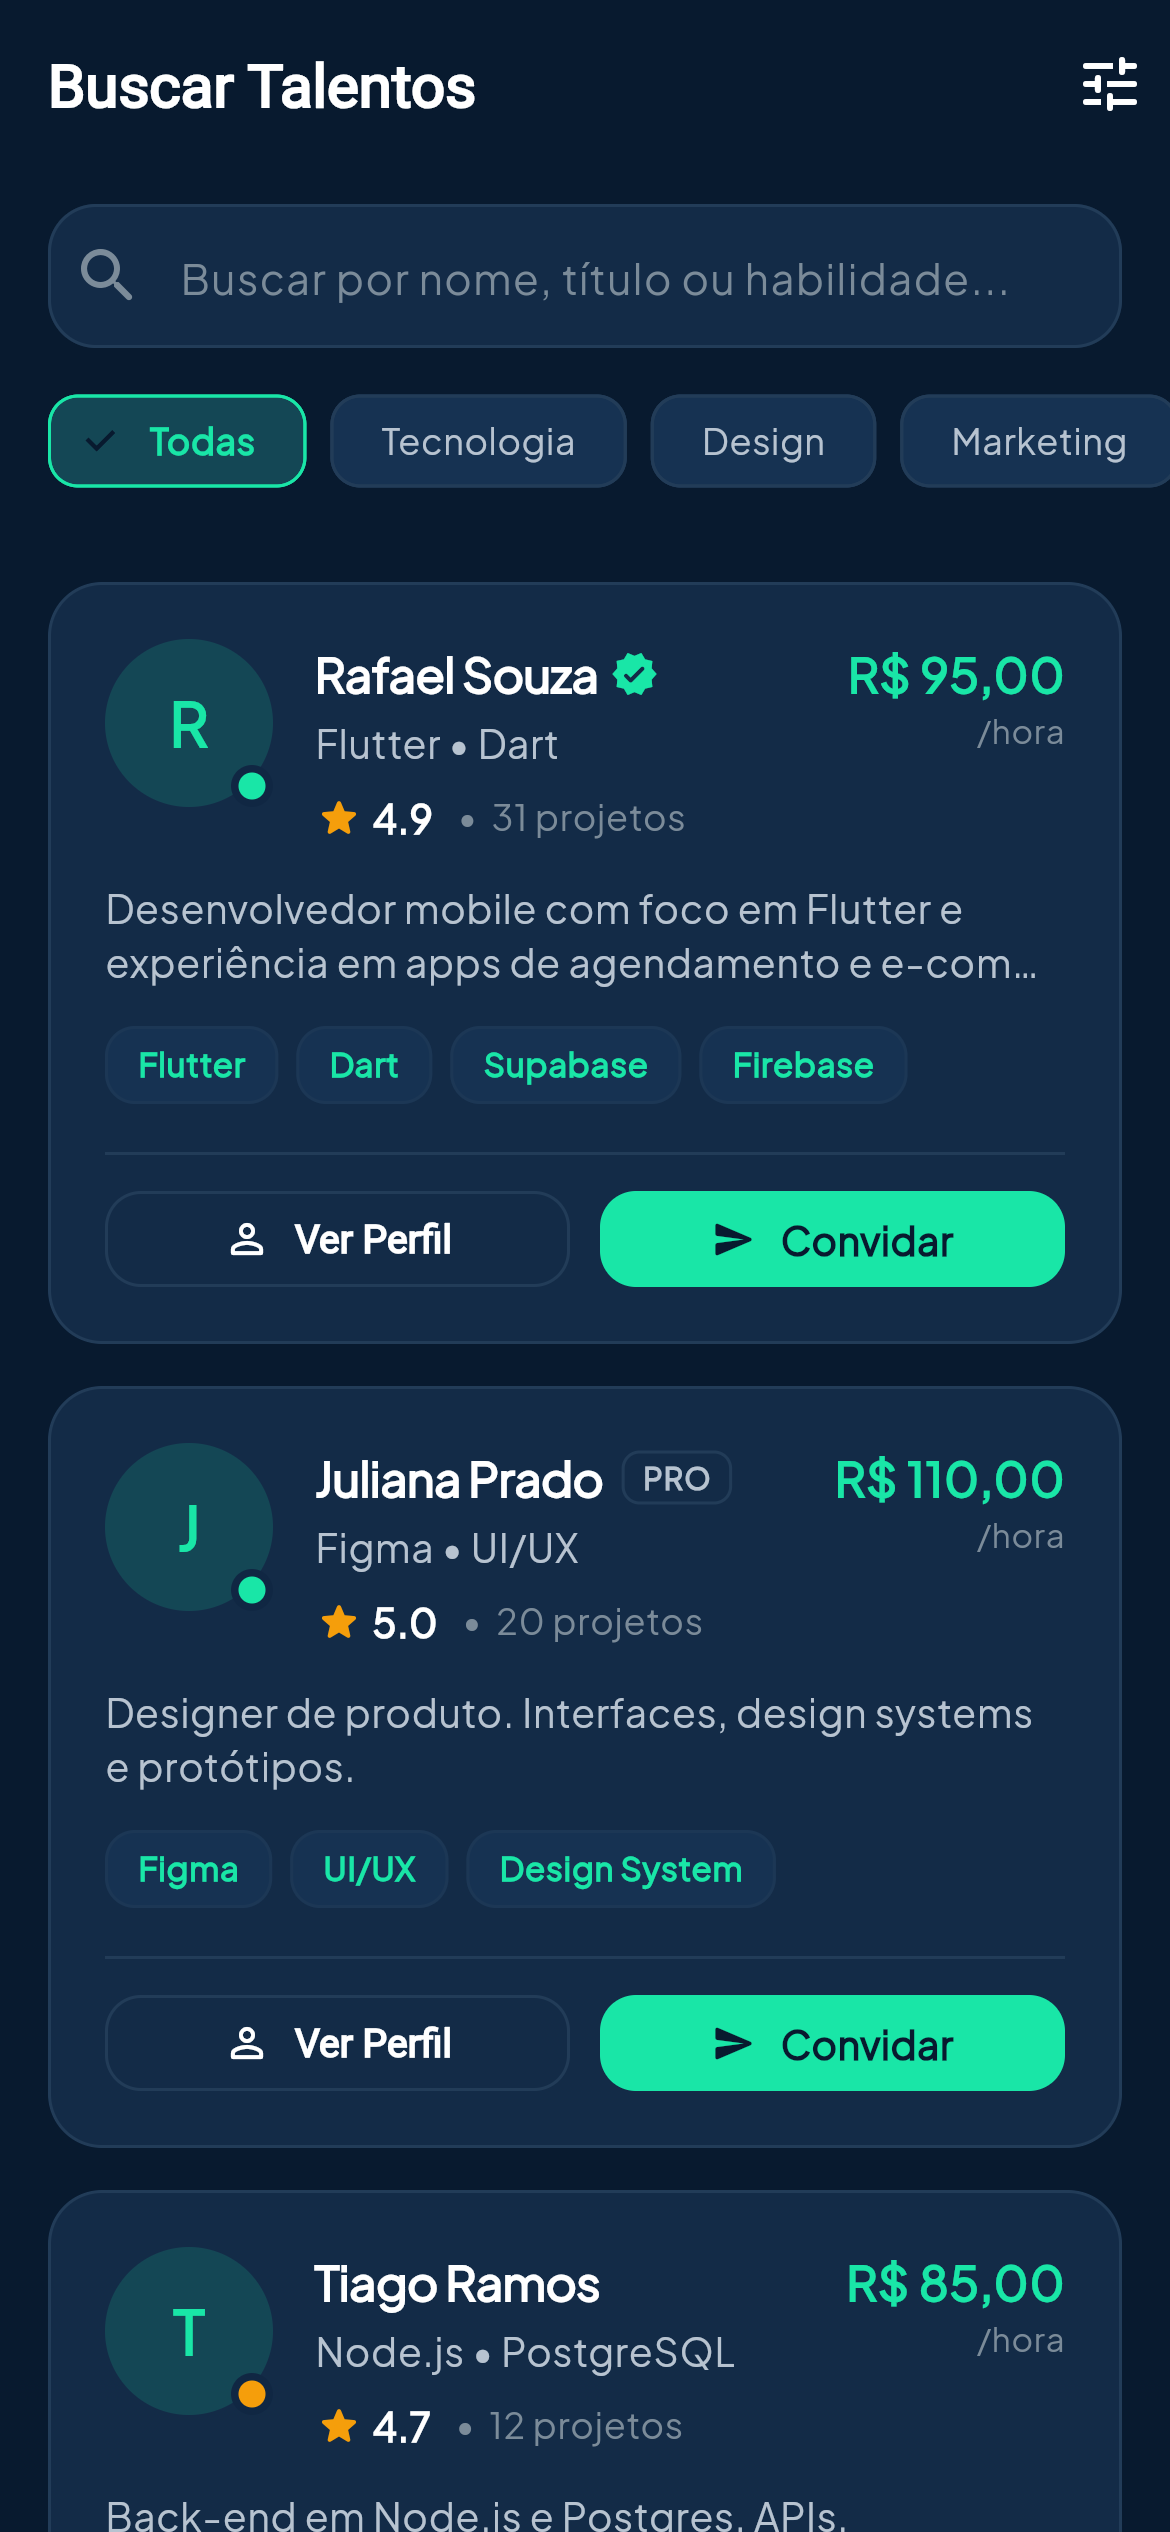 Buscar Talentos
Buscar por nome, título ou habilidade...
Todas
Tecnologia
Design
Marketing
R
Rafael Souza
R$ 95,00
Flutter • Dart
/hora
4.9 • 31 projetos
Desenvolvedor mobile com foco em Flutter e
experiência em apps de agendamento e e-com...
Flutter
Dart
Supabase
Firebase
Ver Perfil
Convidar
J
Juliana Prado
PRO
R$ 110,00
Figma • UI/UX
/hora
5.0 • 20 projetos
Designer de produto. Interfaces, design systems
e protótipos.
Figma
UI/UX
Design System
Ver Perfil
Convidar
T
Tiago Ramos
R$ 85,00
Node.js • PostgreSQL
/hora
4.7 • 12 projetos
Back-end em Node.js e Postgres. APIs.